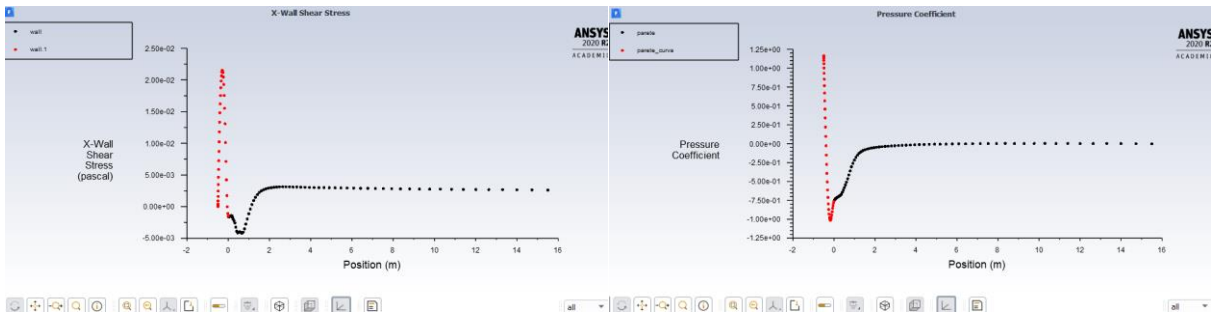 X-Wall Shear Stress
wall
wall.1
ANSYS
2020 R2
ACADEMIC
2.50e-02
2.00e-02
1.50e-02
1.00e-02
5.00e-03
0.00e+00
-5.00e-03
X-Wall
Shear
Stress
(pascal)
-2 0 2 4 6 8 10 12 14 16
Position (m)
all
Pressure Coefficient
parete
parete_curva
ANSYS
2020 R2
ACADEMIC
1.25e+00
1.00e+00
7.50e-01
5.00e-01
2.50e-01
0.00e+00
-2.50e-01
-5.00e-01
-7.50e-01
-1.00e+00
-1.25e+00
Pressure
Coefficient
-2 0 2 4 6 8 10 12 14 16
Position (m)
all